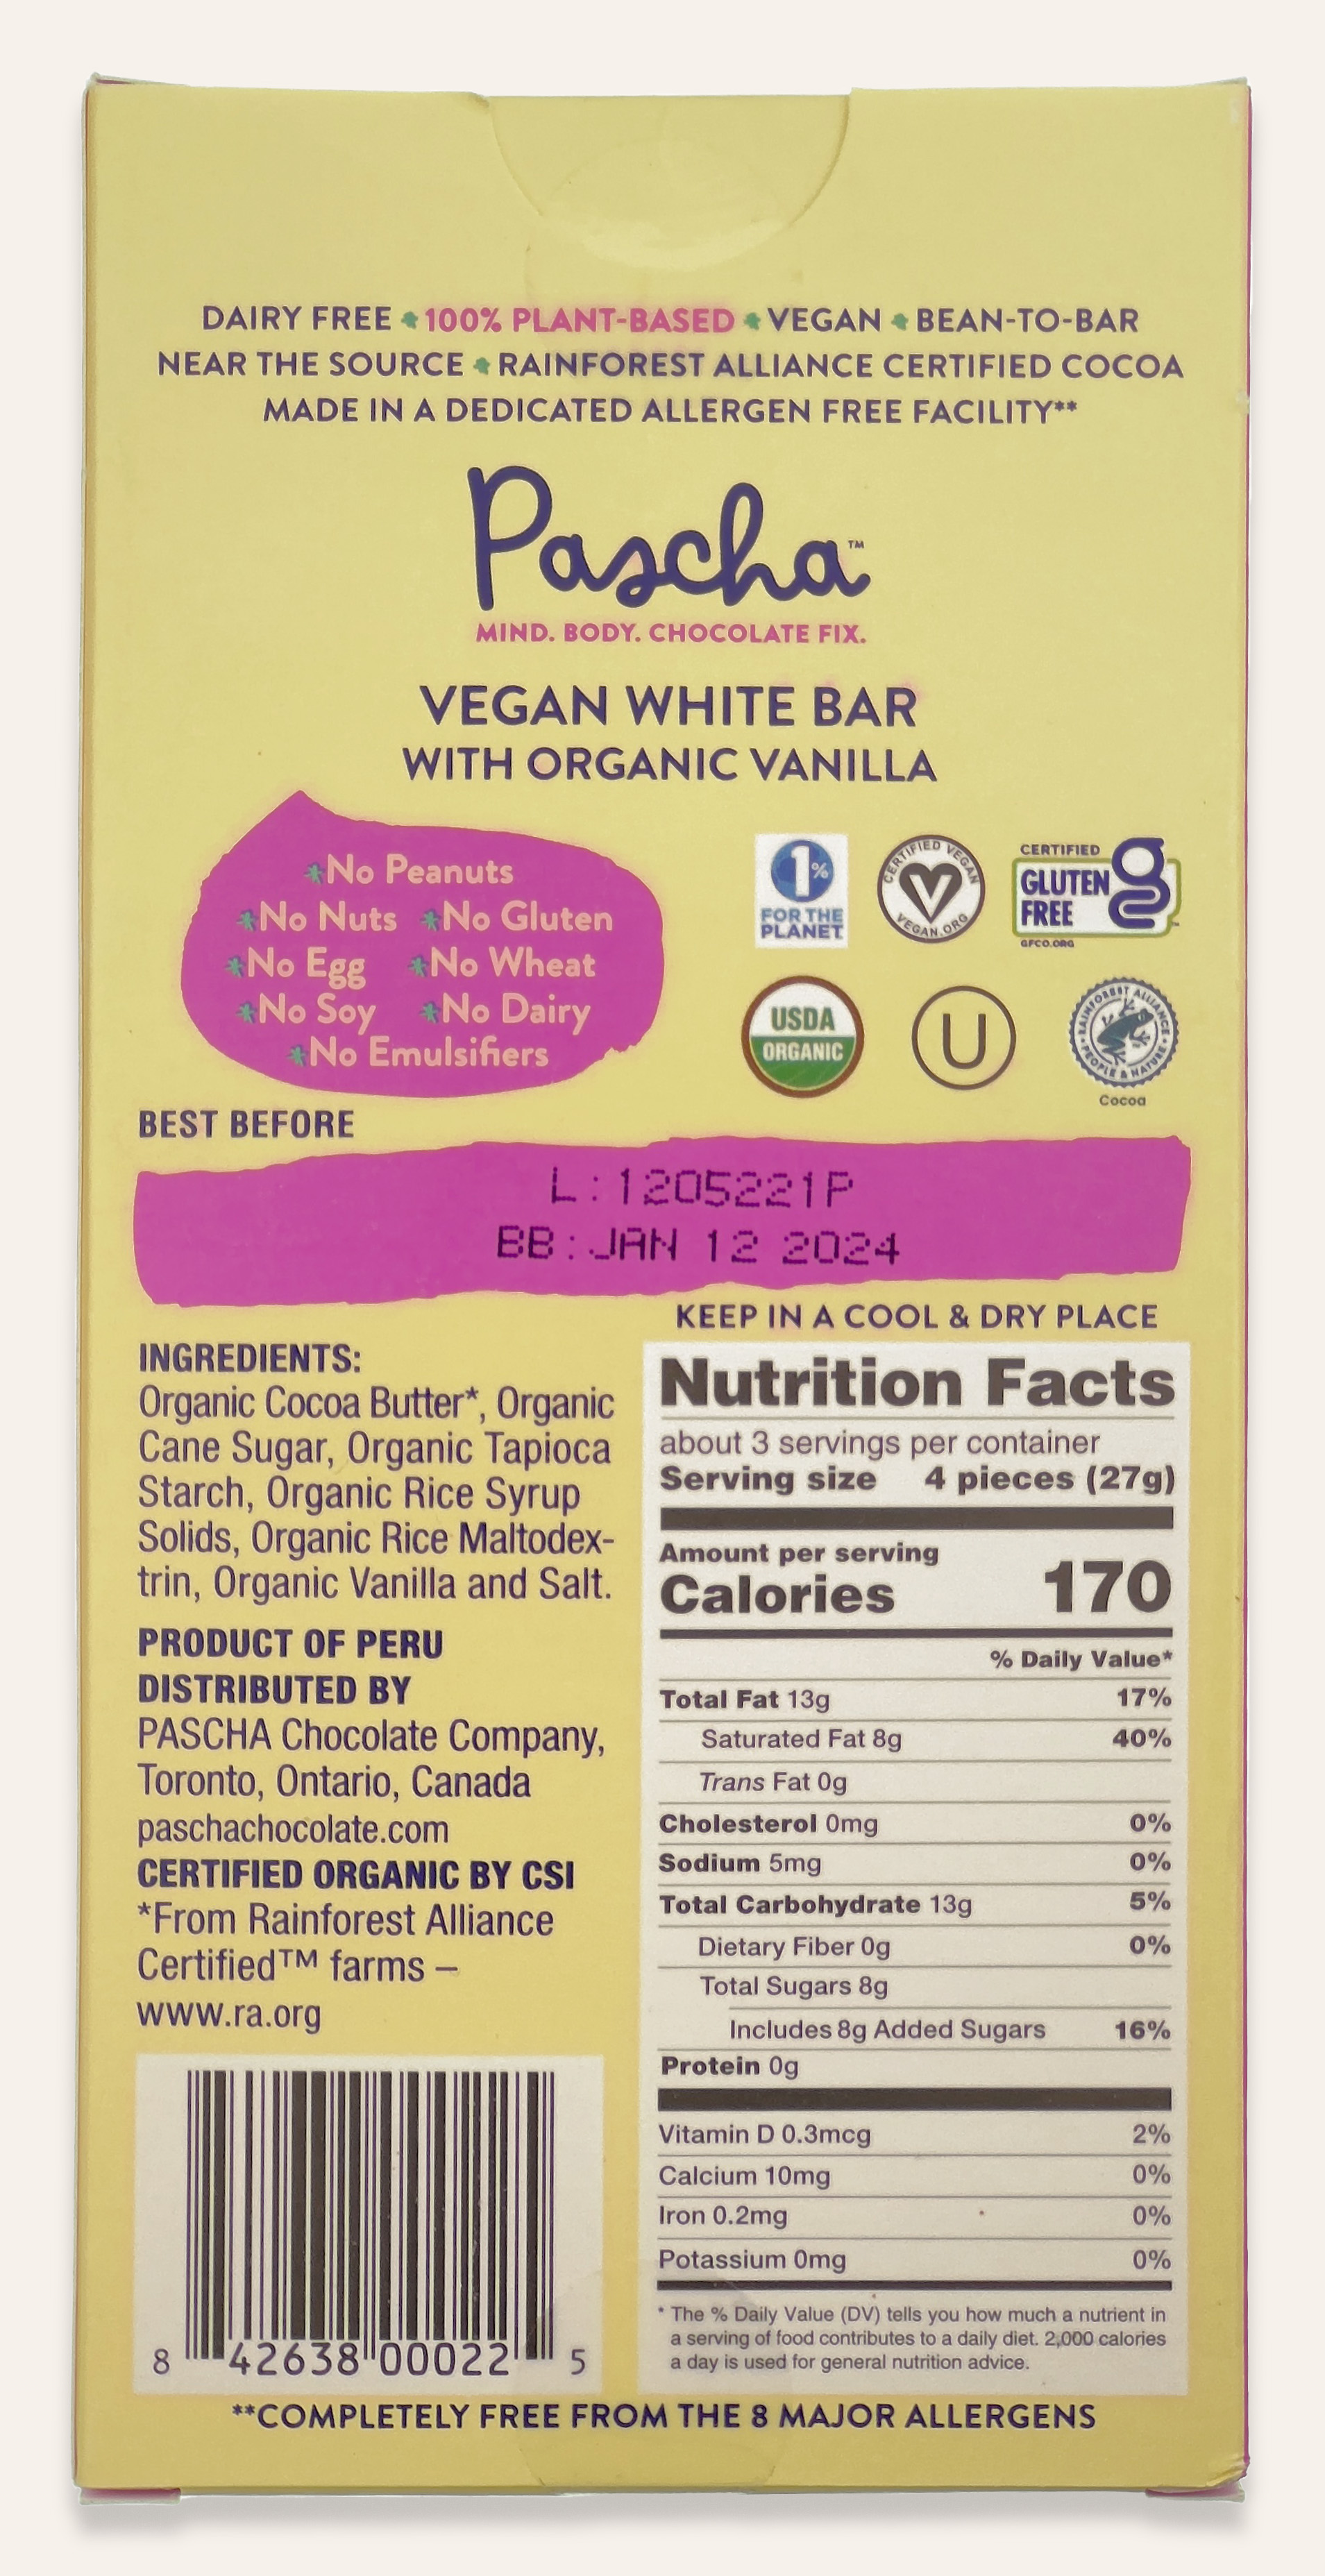 DAIRY FREE 100% PLANT-BASED VEGAN BEAN-TO-BAR
NEAR THE SOURCE RAINFOREST ALLIANCE CERTIFIED COCOA
MADE IN A DEDICATED ALLERGEN FREE FACILITY**
Pascha™
MIND. BODY. CHOCOLATE FIX.
VEGAN WHITE BAR
WITH ORGANIC VANILLA
*No Peanuts
*No Nuts *No Gluten
*No Egg *No Wheat
*No Soy *No Dairy
*No Emulsifiers
1%
FOR THE
PLANET
CERTIFIED VEGAN
VEGAN.ORG
CERTIFIED
GLUTEN
FREE
g
GFCO.ORG
USDA
ORGANIC
U
RAINFOREST ALLIANCE
PEOPLE & NATURE
Cocoa
BEST BEFORE
L:1205221P
BB:JAN 12 2024
KEEP IN A COOL & DRY PLACE
INGREDIENTS:
Organic Cocoa Butter*, Organic
Cane Sugar, Organic Tapioca
Starch, Organic Rice Syrup
Solids, Organic Rice Maltodex-
trin, Organic Vanilla and Salt.
PRODUCT OF PERU
DISTRIBUTED BY
PASCHA Chocolate Company,
Toronto, Ontario, Canada
paschachocolate.com
CERTIFIED ORGANIC BY CSI
*From Rainforest Alliance
Certified™ farms –
www.ra.org
8 42638 00022 5
Nutrition Facts
about 3 servings per container
Serving size 4 pieces (27g)
Amount per serving
Calories 170
% Daily Value*
Total Fat 13g 17%
Saturated Fat 8g 40%
Trans Fat 0g
Cholesterol 0mg 0%
Sodium 5mg 0%
Total Carbohydrate 13g 5%
Dietary Fiber 0g 0%
Total Sugars 8g
Includes 8g Added Sugars 16%
Protein 0g
Vitamin D 0.3mcg 2%
Calcium 10mg 0%
Iron 0.2mg 0%
Potassium 0mg 0%
* The % Daily Value (DV) tells you how much a nutrient in
a serving of food contributes to a daily diet. 2,000 calories
a day is used for general nutrition advice.
**COMPLETELY FREE FROM THE 8 MAJOR ALLERGENS